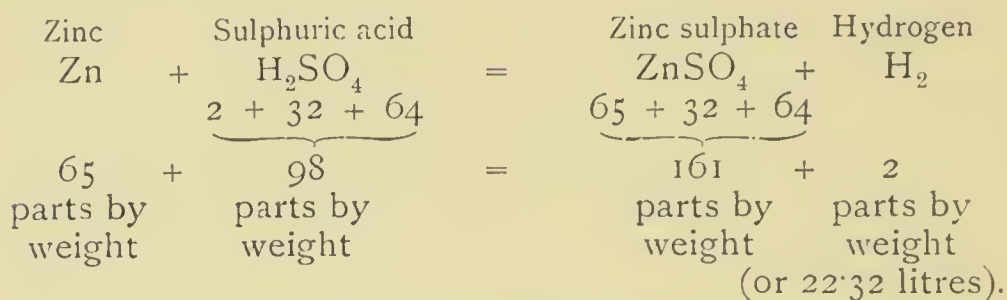 Zinc Sulphuric acid Zinc sulphate Hydrogen
Zn + H₂SO₄ = ZnSO₄ + H₂
2 + 32 + 64 65 + 32 + 64
65 + 98 = 161 + 2
parts by parts by parts by parts by
weight weight weight weight
(or 22·32 litres).